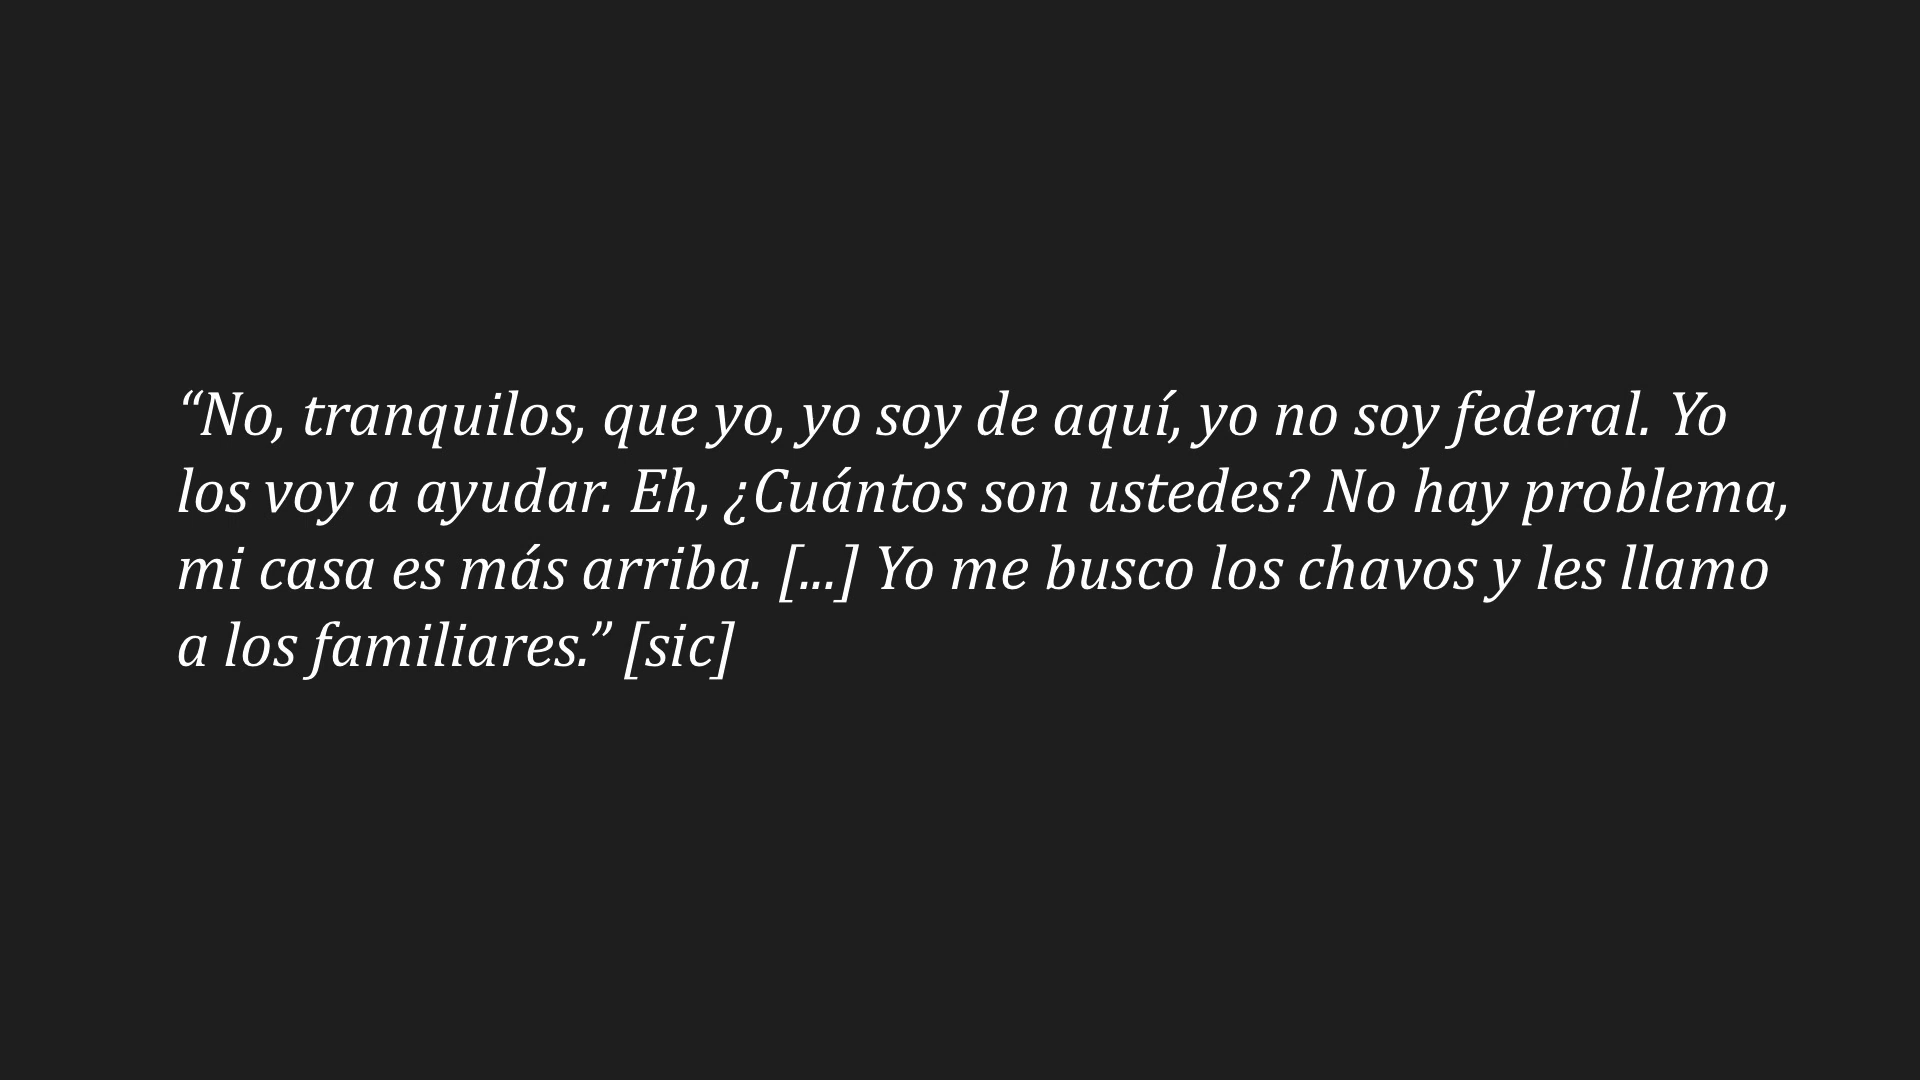 “No, tranquilos, que yo, yo soy de aquí, yo no soy federal. Yo
los voy a ayudar. Eh, ¿Cuántos son ustedes? No hay problema,
mi casa es más arriba. [...] Yo me busco los chavos y les llamo
a los familiares.” [sic]